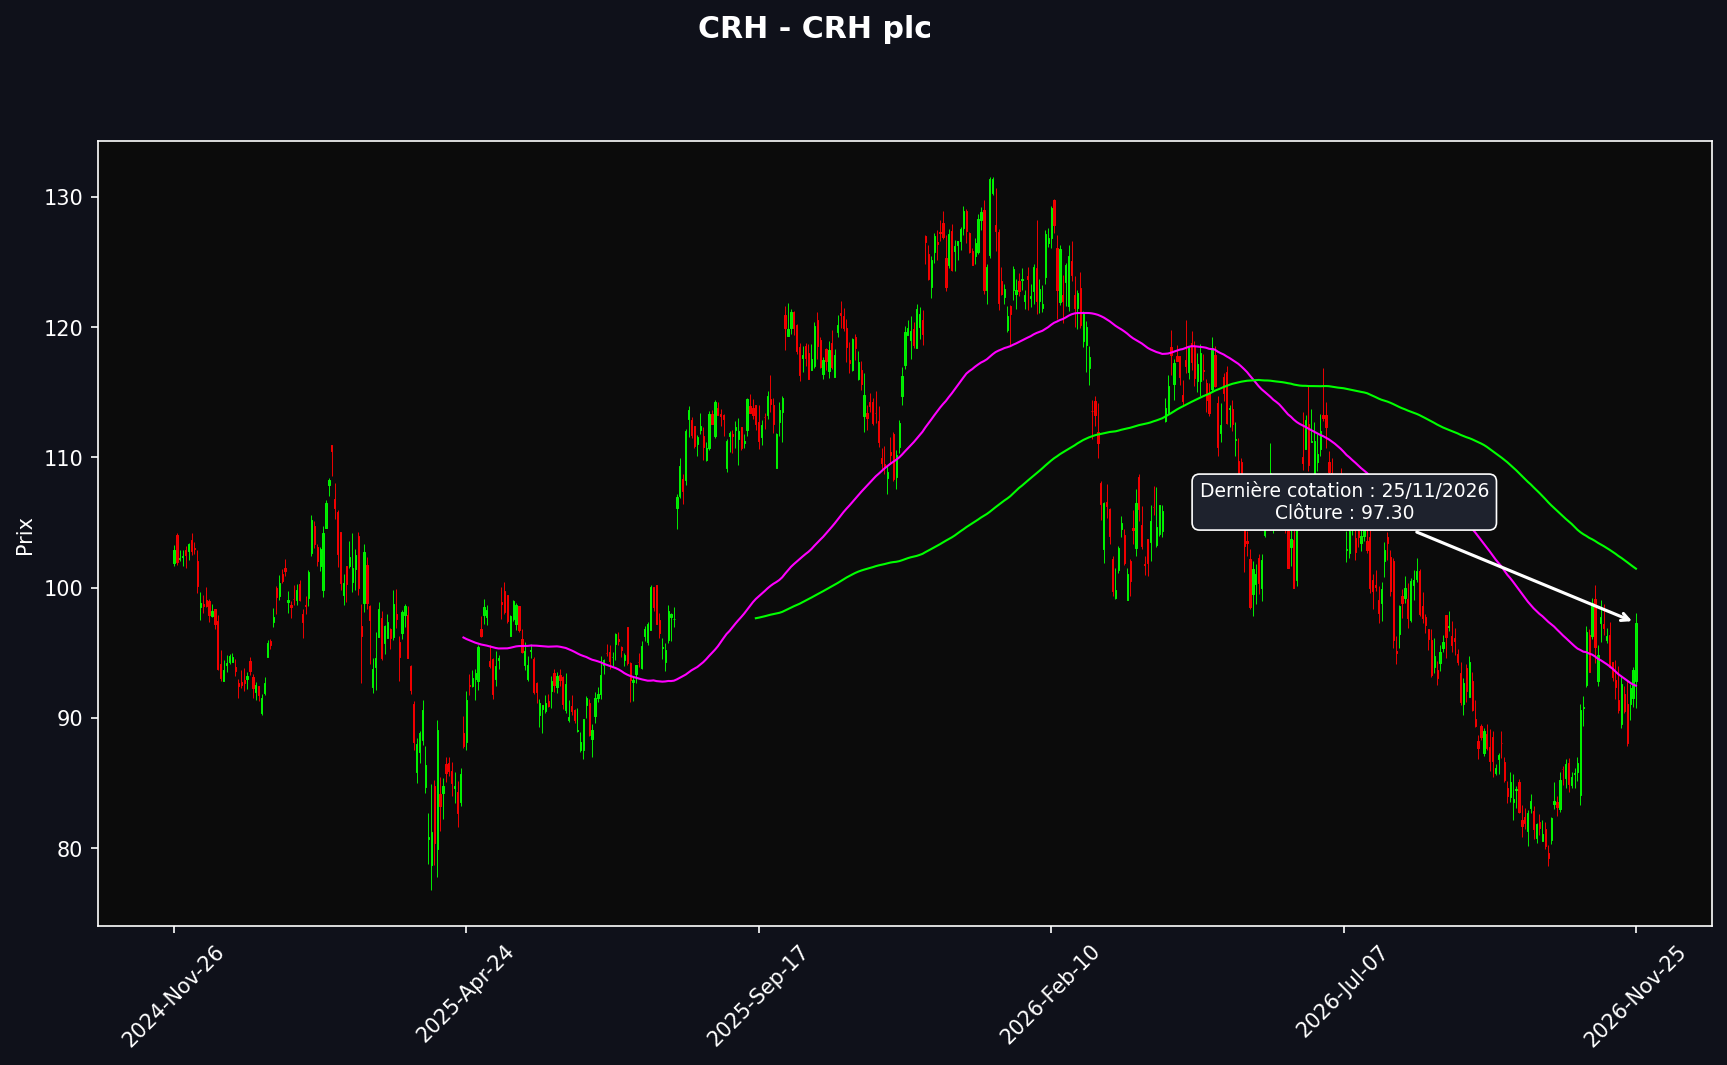 CRH - CRH plc
Prix
130
120
110
100
90
80
Dernière cotation : 25/11/2026
Clôture : 97.30
2024-Nov-26
2025-Apr-24
2025-Sep-17
2026-Feb-10
2026-Jul-07
2026-Nov-25